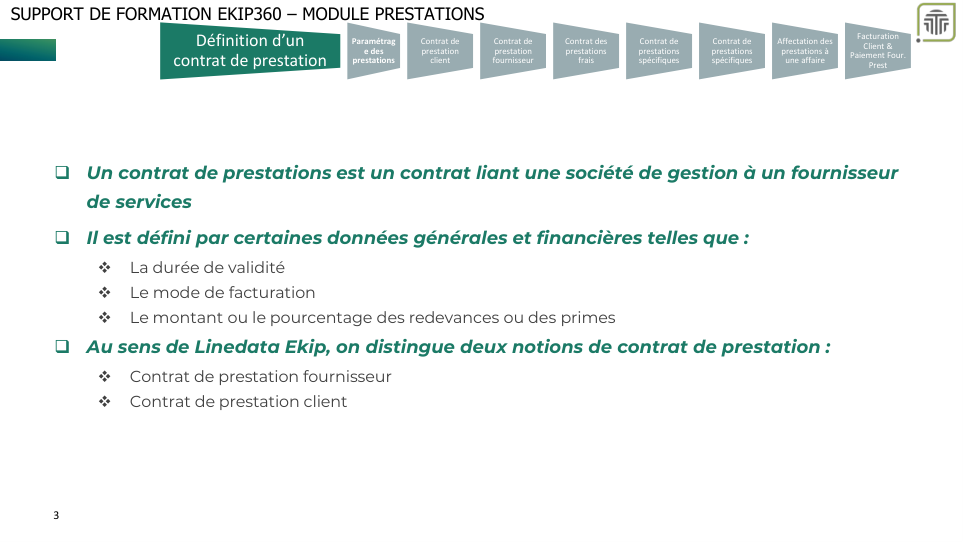 SUPPORT DE FORMATION EKIP360 – MODULE PRESTATIONS
Définition d’un
contrat de prestation
Paramétrag
e des
prestations
Contrat de
prestation
client
Contrat de
prestation
fournisseur
Contrat des
prestations
frais
Contrat de
prestations
spécifiques
Contrat de
prestations
spécifiques
Affectation des
prestations à
une affaire
Facturation
Client &
Paiement Four.
Prest
❑ Un contrat de prestations est un contrat liant une société de gestion à un fournisseur
de services
❑ Il est défini par certaines données générales et financières telles que :
❖ La durée de validité
❖ Le mode de facturation
❖ Le montant ou le pourcentage des redevances ou des primes
❑ Au sens de Linedata Ekip, on distingue deux notions de contrat de prestation :
❖ Contrat de prestation fournisseur
❖ Contrat de prestation client
3